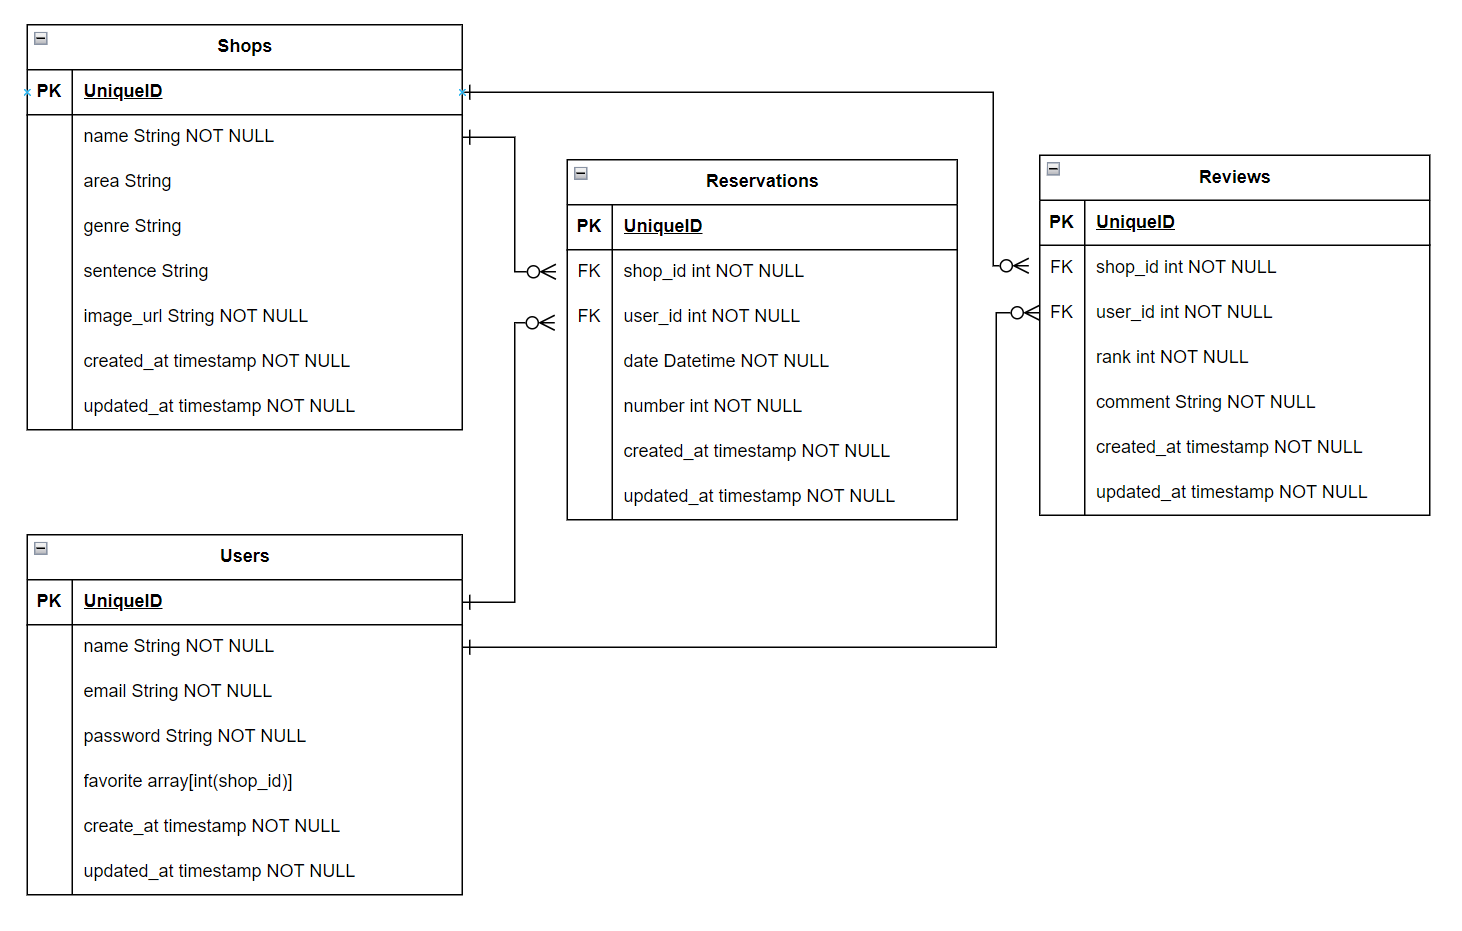 Shops
PK UniqueID
name String NOT NULL
area String
genre String
sentence String
image_url String NOT NULL
created_at timestamp NOT NULL
updated_at timestamp NOT NULL
Reservations
PK UniqueID
FK shop_id int NOT NULL
FK user_id int NOT NULL
date Datetime NOT NULL
number int NOT NULL
created_at timestamp NOT NULL
updated_at timestamp NOT NULL
Reviews
PK UniqueID
FK shop_id int NOT NULL
FK user_id int NOT NULL
rank int NOT NULL
comment String NOT NULL
created_at timestamp NOT NULL
updated_at timestamp NOT NULL
Users
PK UniqueID
name String NOT NULL
email String NOT NULL
password String NOT NULL
favorite array[int(shop_id)]
create_at timestamp NOT NULL
updated_at timestamp NOT NULL